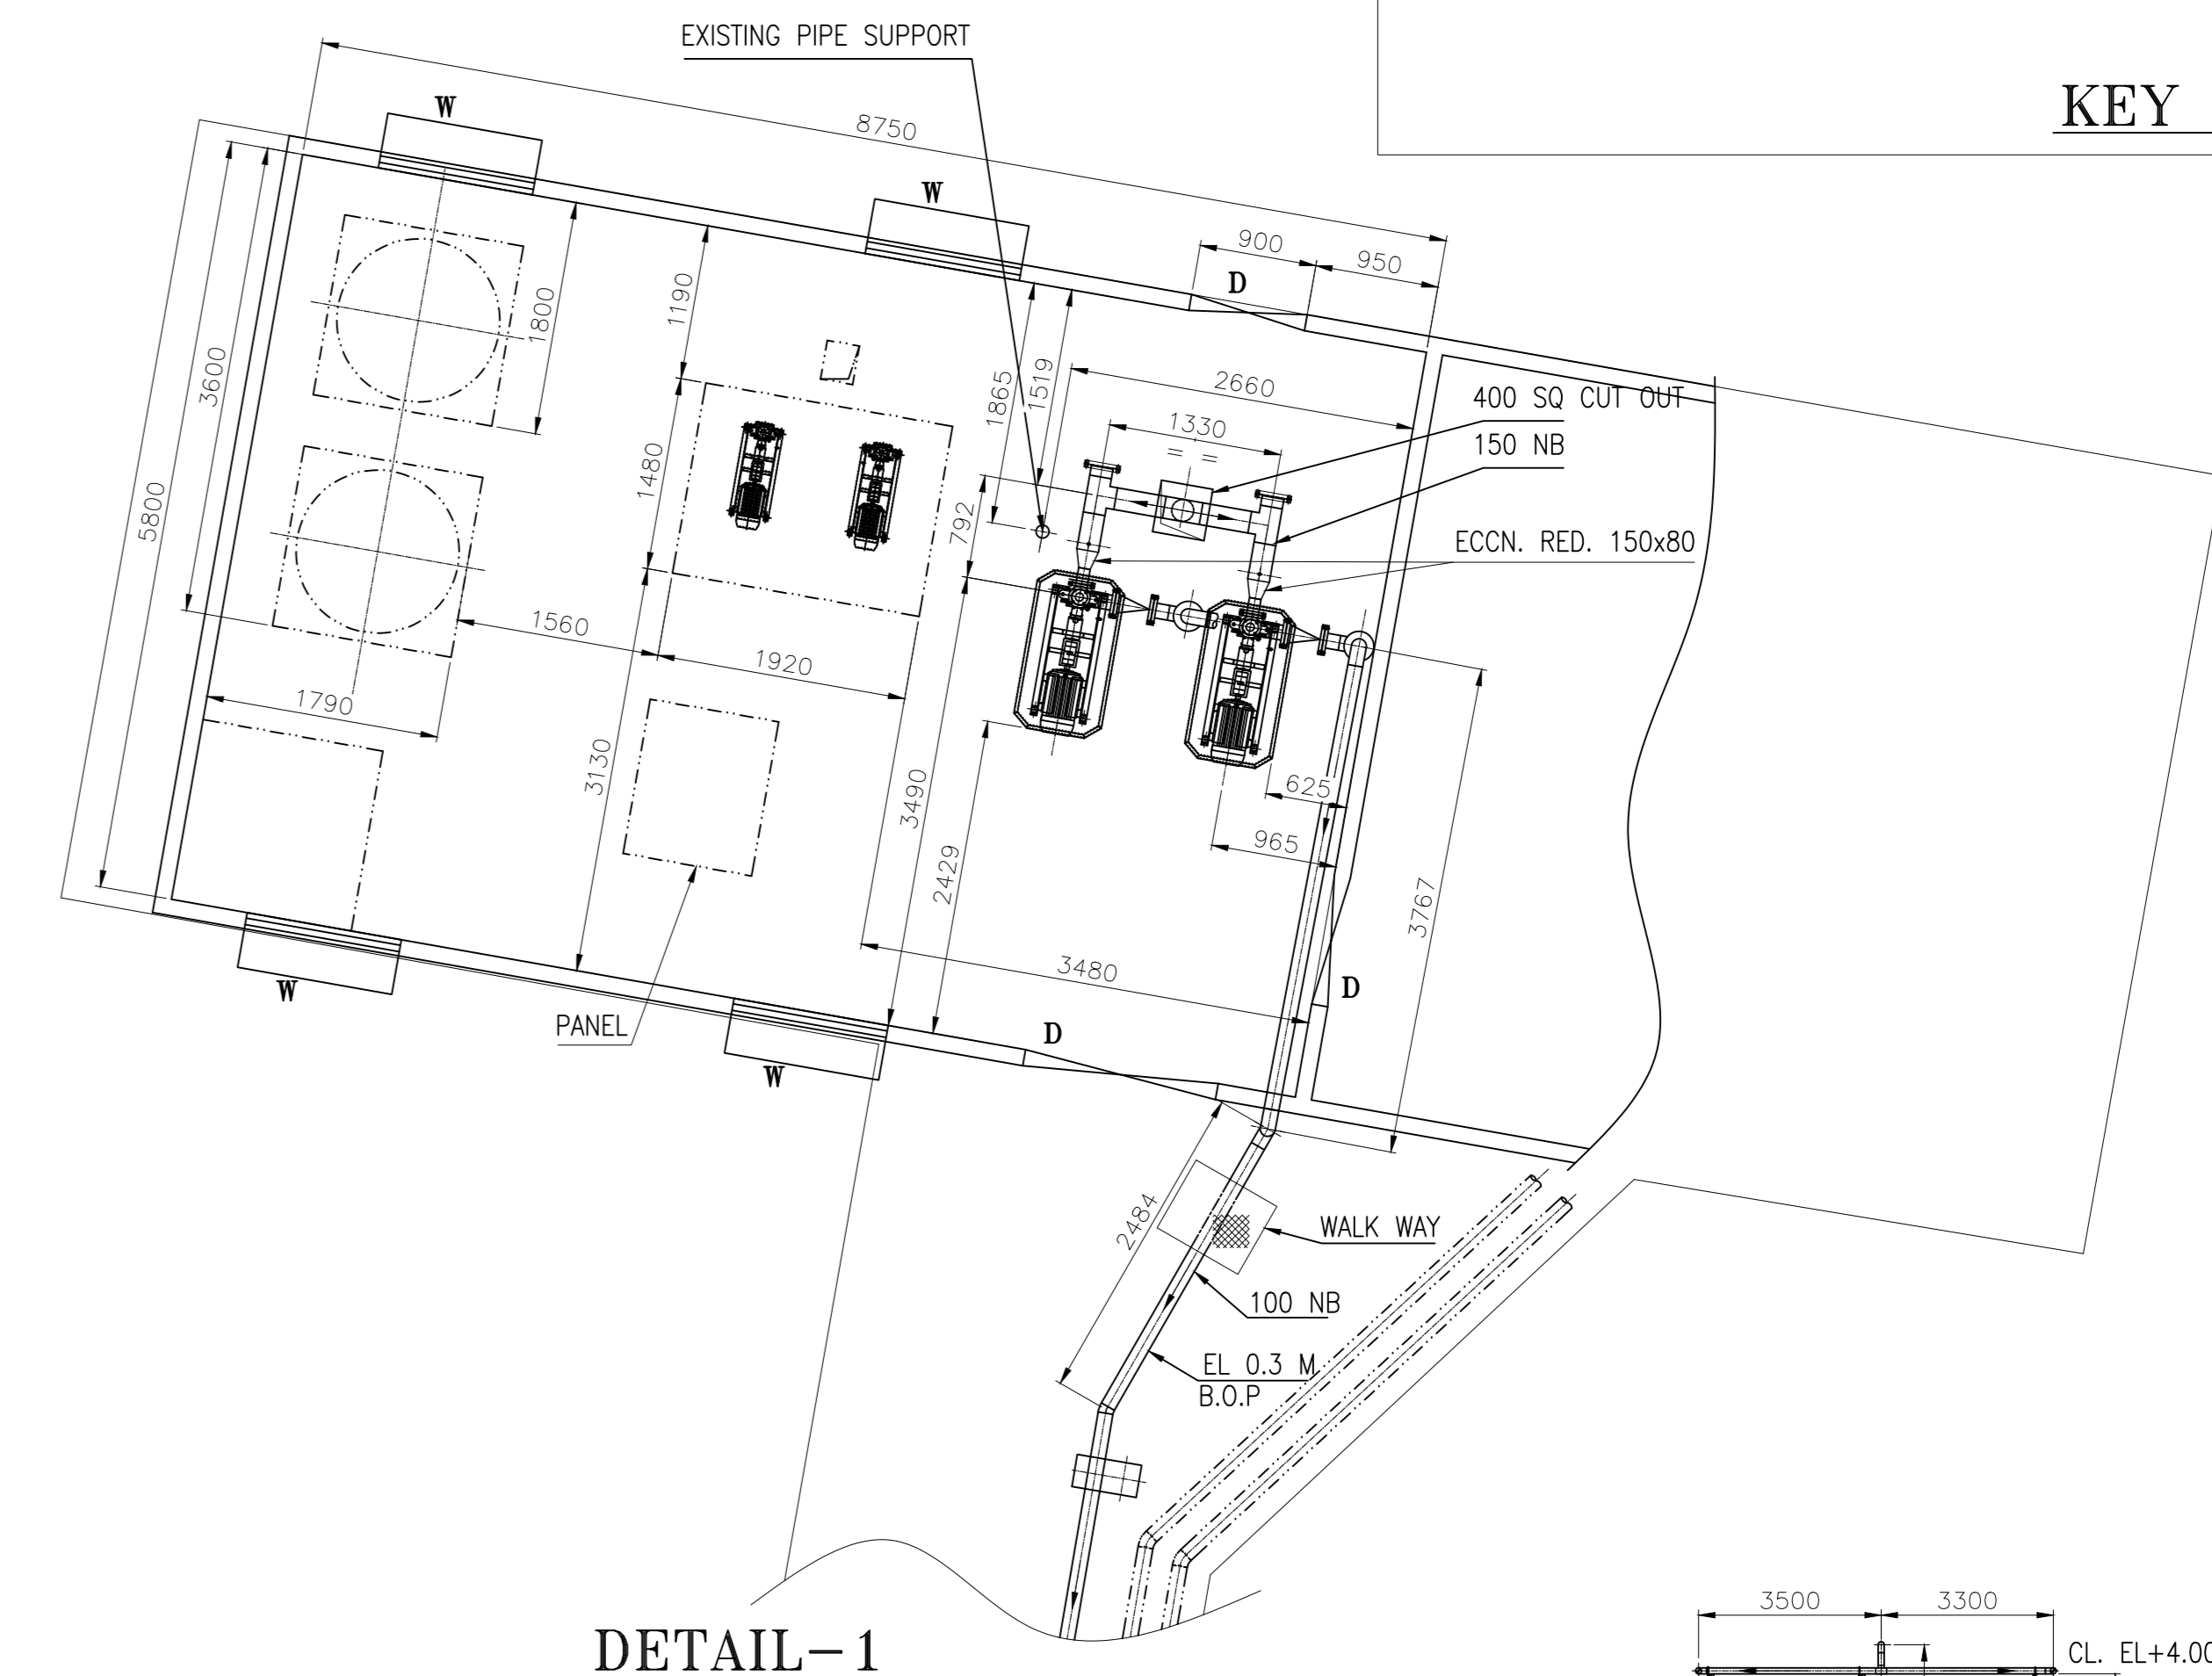 EXISTING PIPE SUPPORT
KEY
W
8750
W
900
950
D
1190
1800
3600
1865
1519
2660
400 SQ CUT OUT
1330
= =
150 NB
5800
1480
792
ECCN. RED. 150x80
1560
1920
1790
3130
3490
625
965
2429
3767
3480
W
D
PANEL
D
W
2484
WALK WAY
100 NB
EL 0.3 M
B.O.P
DETAIL-1
3500
3300
CL. EL+4.00